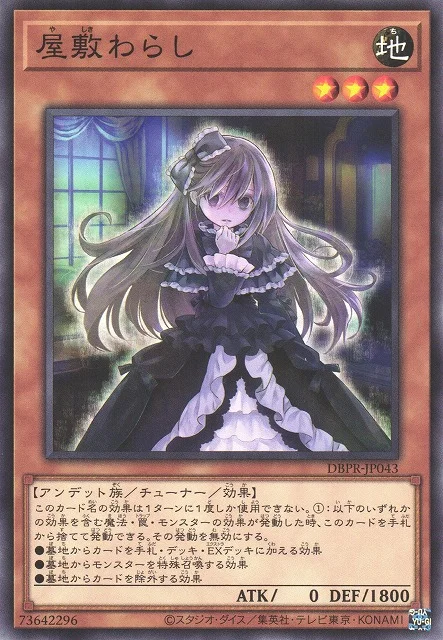 屋敷わらし
地
DBPR-JP043
【アンデット族／チューナー／効果】
このカード名の効果は1ターンに1度しか使用できない。①：以下のいずれか
の効果を含む魔法・罠・モンスターの効果が発動した時、このカードを手札
から捨てて発動できる。その発動を無効にする。
●墓地からカードを手札・デッキ・EXデッキに加える効果
●墓地からモンスターを特殊召喚する効果
●墓地からカードを除外する効果
ATK/ 0 DEF/1800
73642296
©スタジオ・ダイス／集英社・テレビ東京・KONAMI